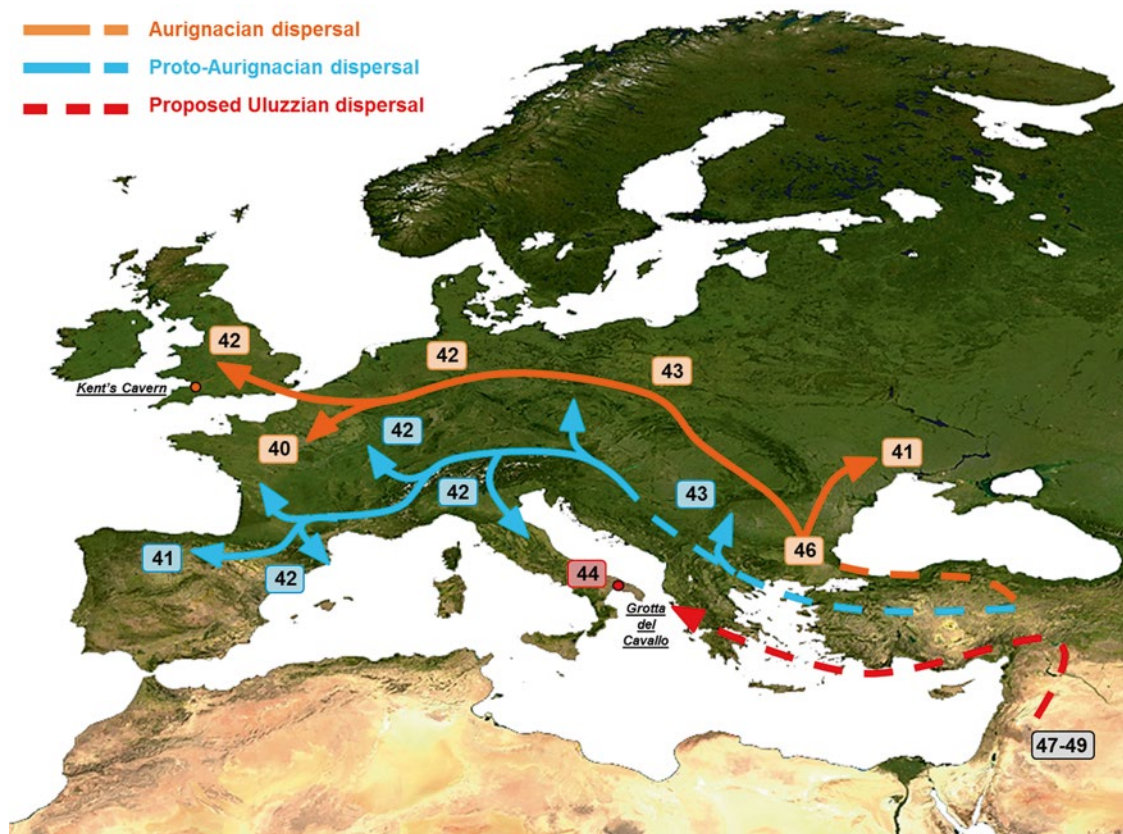 Aurignacian dispersal
Proto-Aurignacian dispersal
Proposed Uluzzian dispersal
42
42
43
Kent's Cavern
40
42
41
42
43
46
41
42
44
Grotta
del
Cavallo
47-49